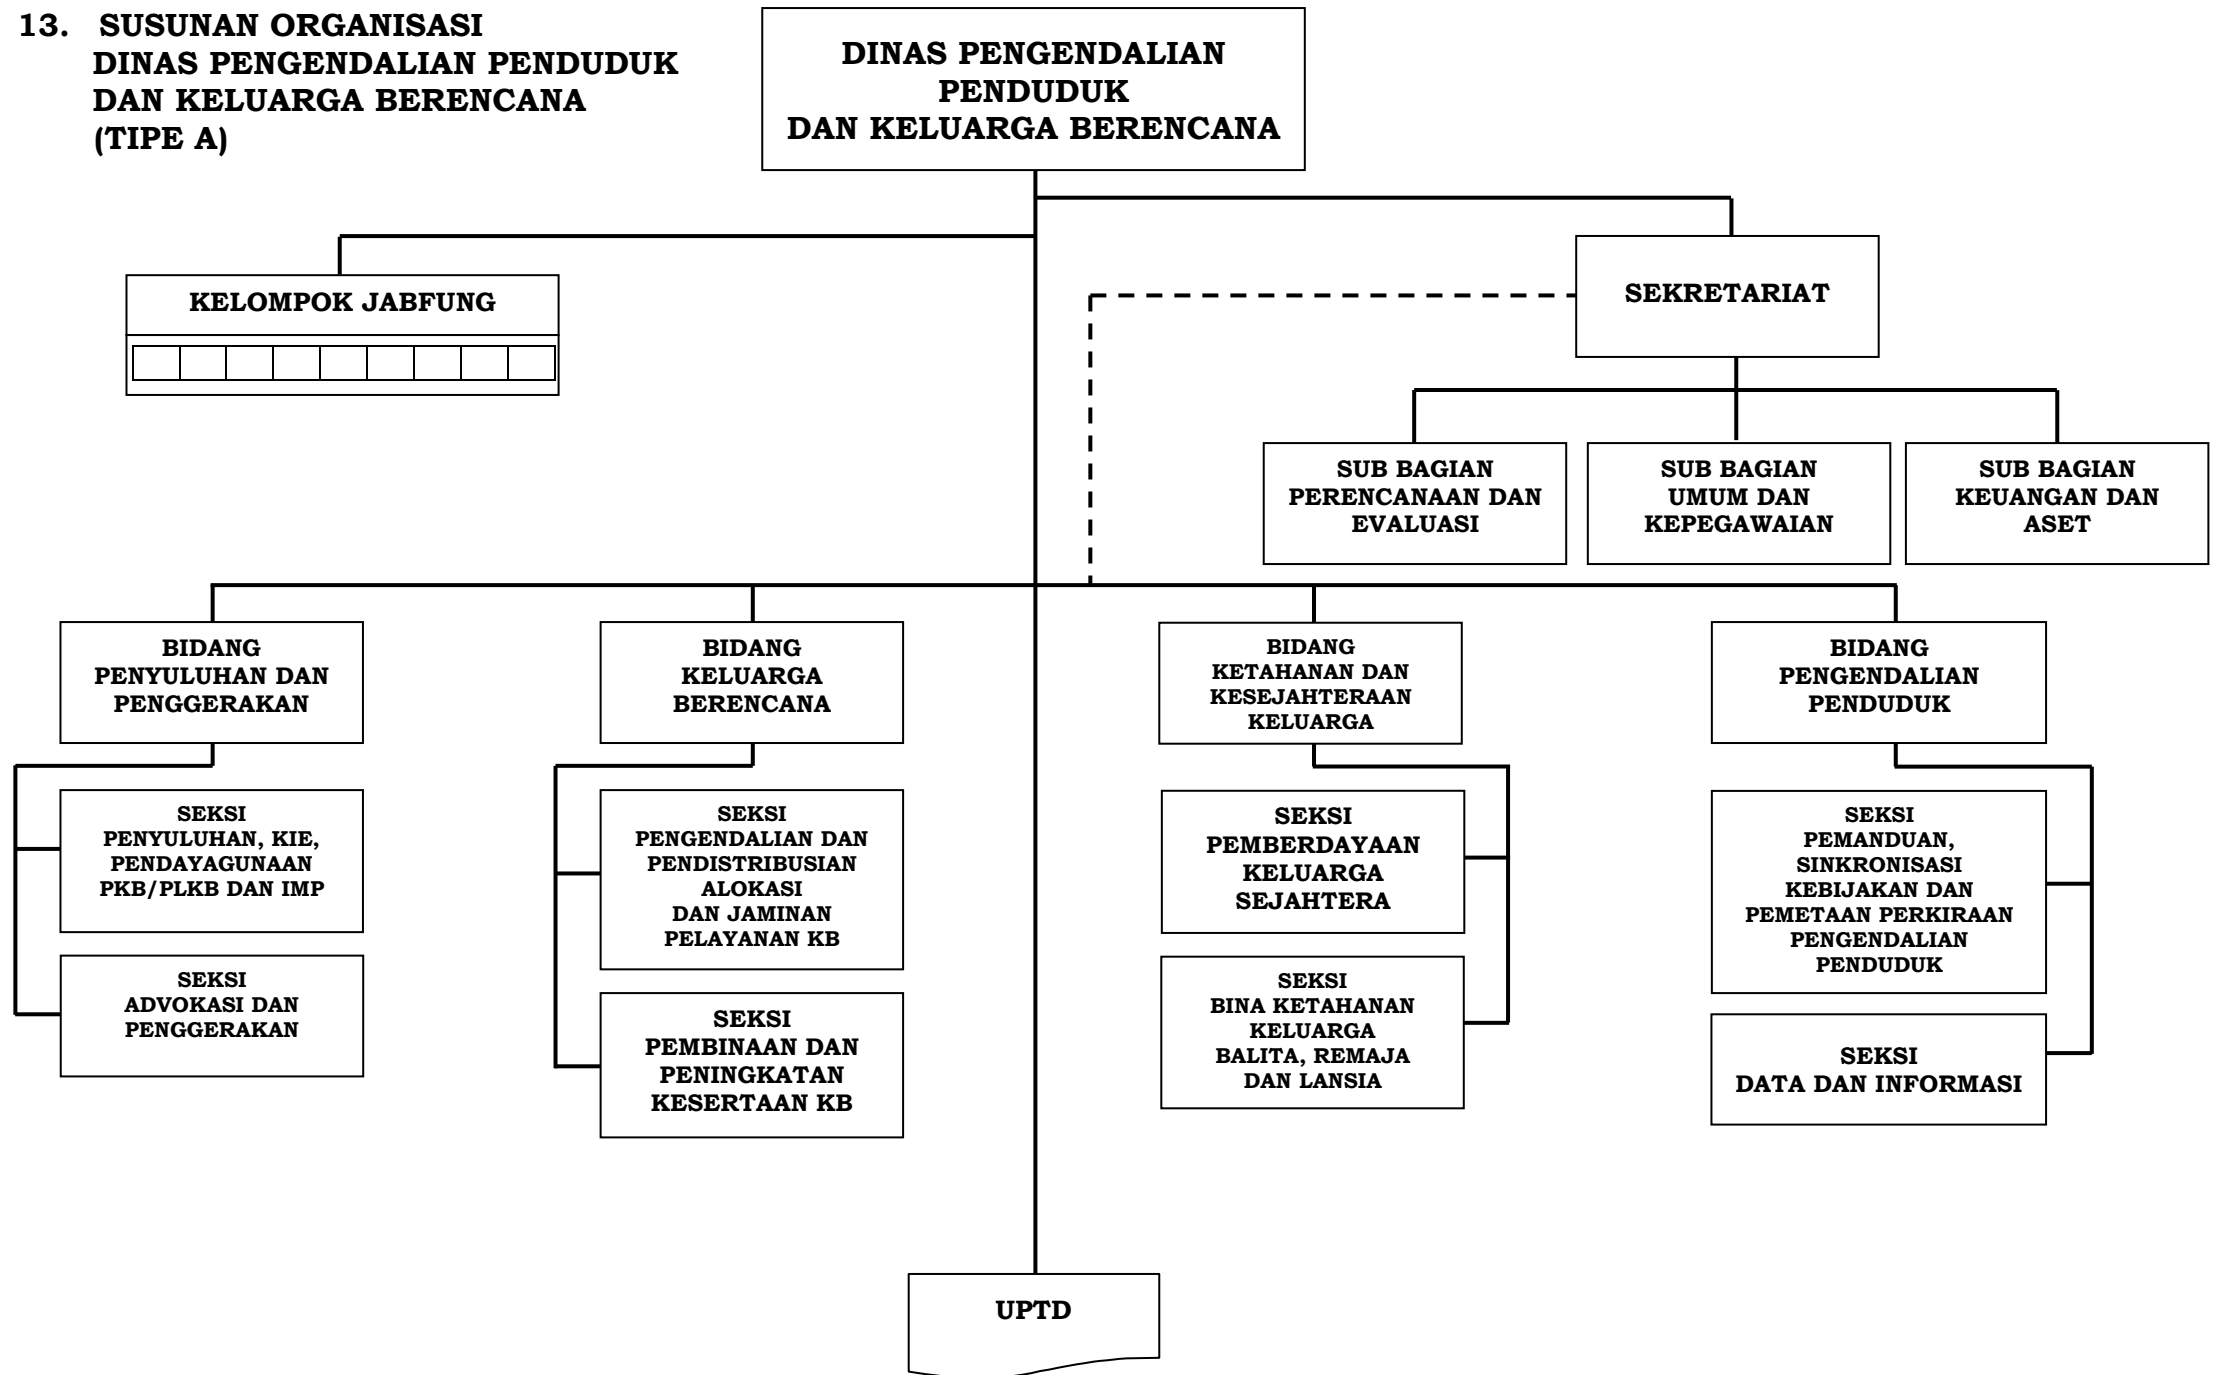 13. SUSUNAN ORGANISASI
DINAS PENGENDALIAN PENDUDUK
DAN KELUARGA BERENCANA
(TIPE A)
DINAS PENGENDALIAN
PENDUDUK
DAN KELUARGA BERENCANA
KELOMPOK JABFUNG
SEKRETARIAT
SUB BAGIAN
PERENCANAAN DAN
EVALUASI
SUB BAGIAN
UMUM DAN
KEPEGAWAIAN
SUB BAGIAN
KEUANGAN DAN
ASET
BIDANG
PENYULUHAN DAN
PENGGERAKAN
BIDANG
KELUARGA
BERENCANA
BIDANG
KETAHANAN DAN
KESEJAHTERAAN
KELUARGA
BIDANG
PENGENDALIAN
PENDUDUK
SEKSI
PENYULUHAN, KIE,
PENDAYAGUNAAN
PKB/PLKB DAN IMP
SEKSI
PENGENDALIAN DAN
PENDISTRIBUSIAN
ALOKASI
DAN JAMINAN
PELAYANAN KB
SEKSI
PEMBERDAYAAN
KELUARGA
SEJAHTERA
SEKSI
PEMANDUAN,
SINKRONISASI
KEBIJAKAN DAN
PEMETAAN PERKIRAAN
PENGENDALIAN
PENDUDUK
SEKSI
ADVOKASI DAN
PENGGERAKAN
SEKSI
PEMBINAAN DAN
PENINGKATAN
KESERTAAN KB
SEKSI
BINA KETAHANAN
KELUARGA
BALITA, REMAJA
DAN LANSIA
SEKSI
DATA DAN INFORMASI
UPTD